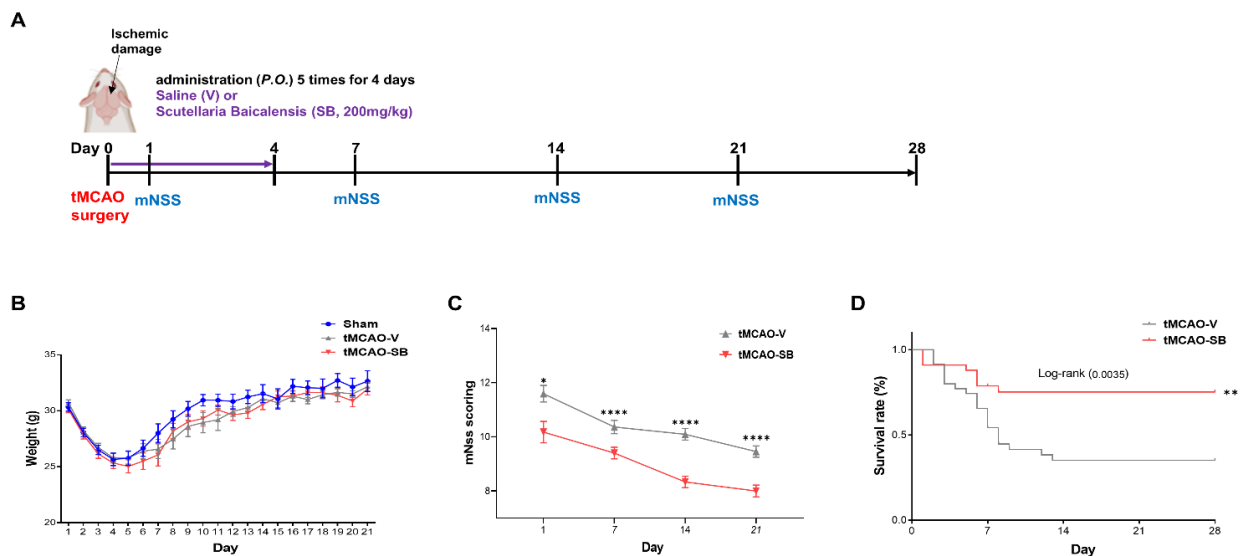 A
Ischemic
damage
administration (P.O.) 5 times for 4 days
Saline (V) or
Scutellaria Baicalensis (SB, 200mg/kg)
Day 0 1 4 7 14 21 28
tMCAO
surgery
mNSS mNSS mNSS mNSS
B
Sham
tMCAO-V
tMCAO-SB
35
30
25
20
Weight (g)
1 2 3 4 5 6 7 8 9 10 11 12 13 14 15 16 17 18 19 20 21
Day
C
tMCAO-V
tMCAO-SB
14
12
10
8
mNss scoring
* **** **** ****
1 7 14 21
Day
D
tMCAO-V
tMCAO-SB
Log-rank (0.0035)
**
1.0
0.5
0.0
Survival rate (%)
0 7 14 21 28
Day